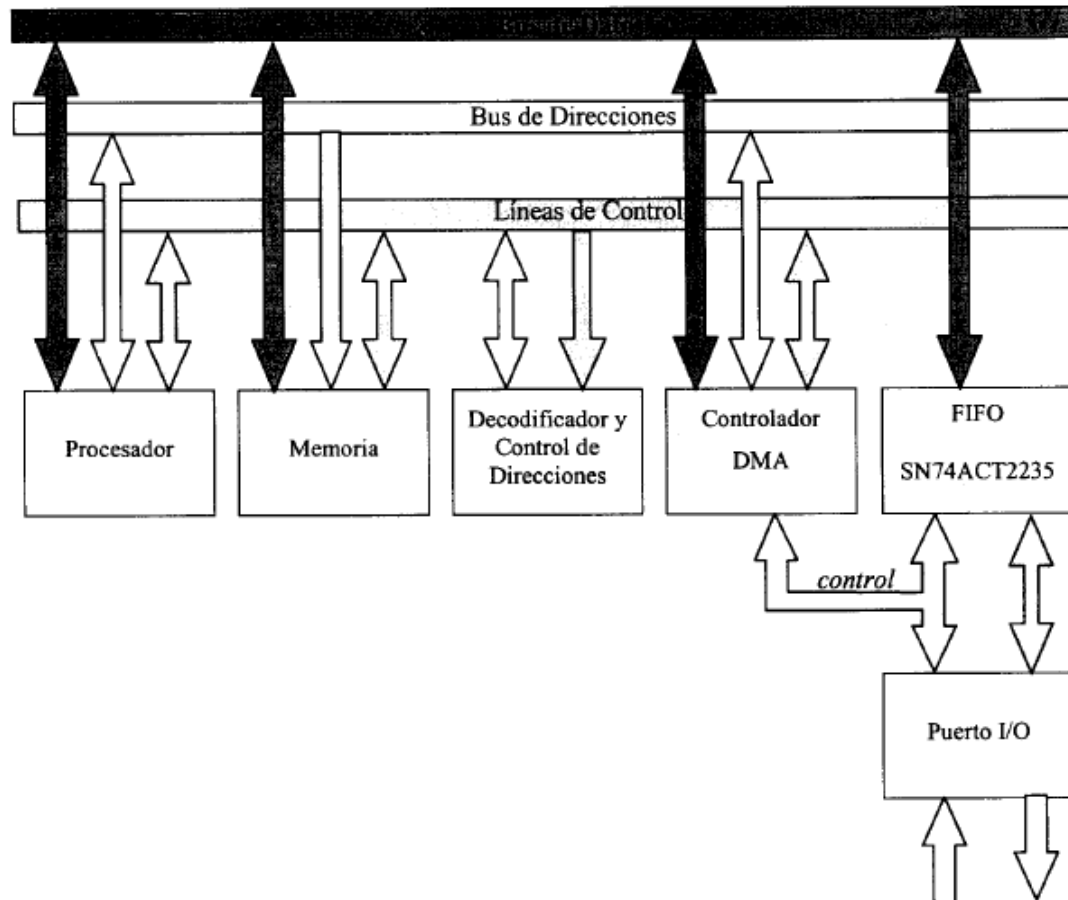 Bus de Direcciones
Líneas de Control
Procesador
Memoria
Decodificador y
Control de
Direcciones
Controlador
DMA
FIFO
SN74ACT2235
control
Puerto I/O